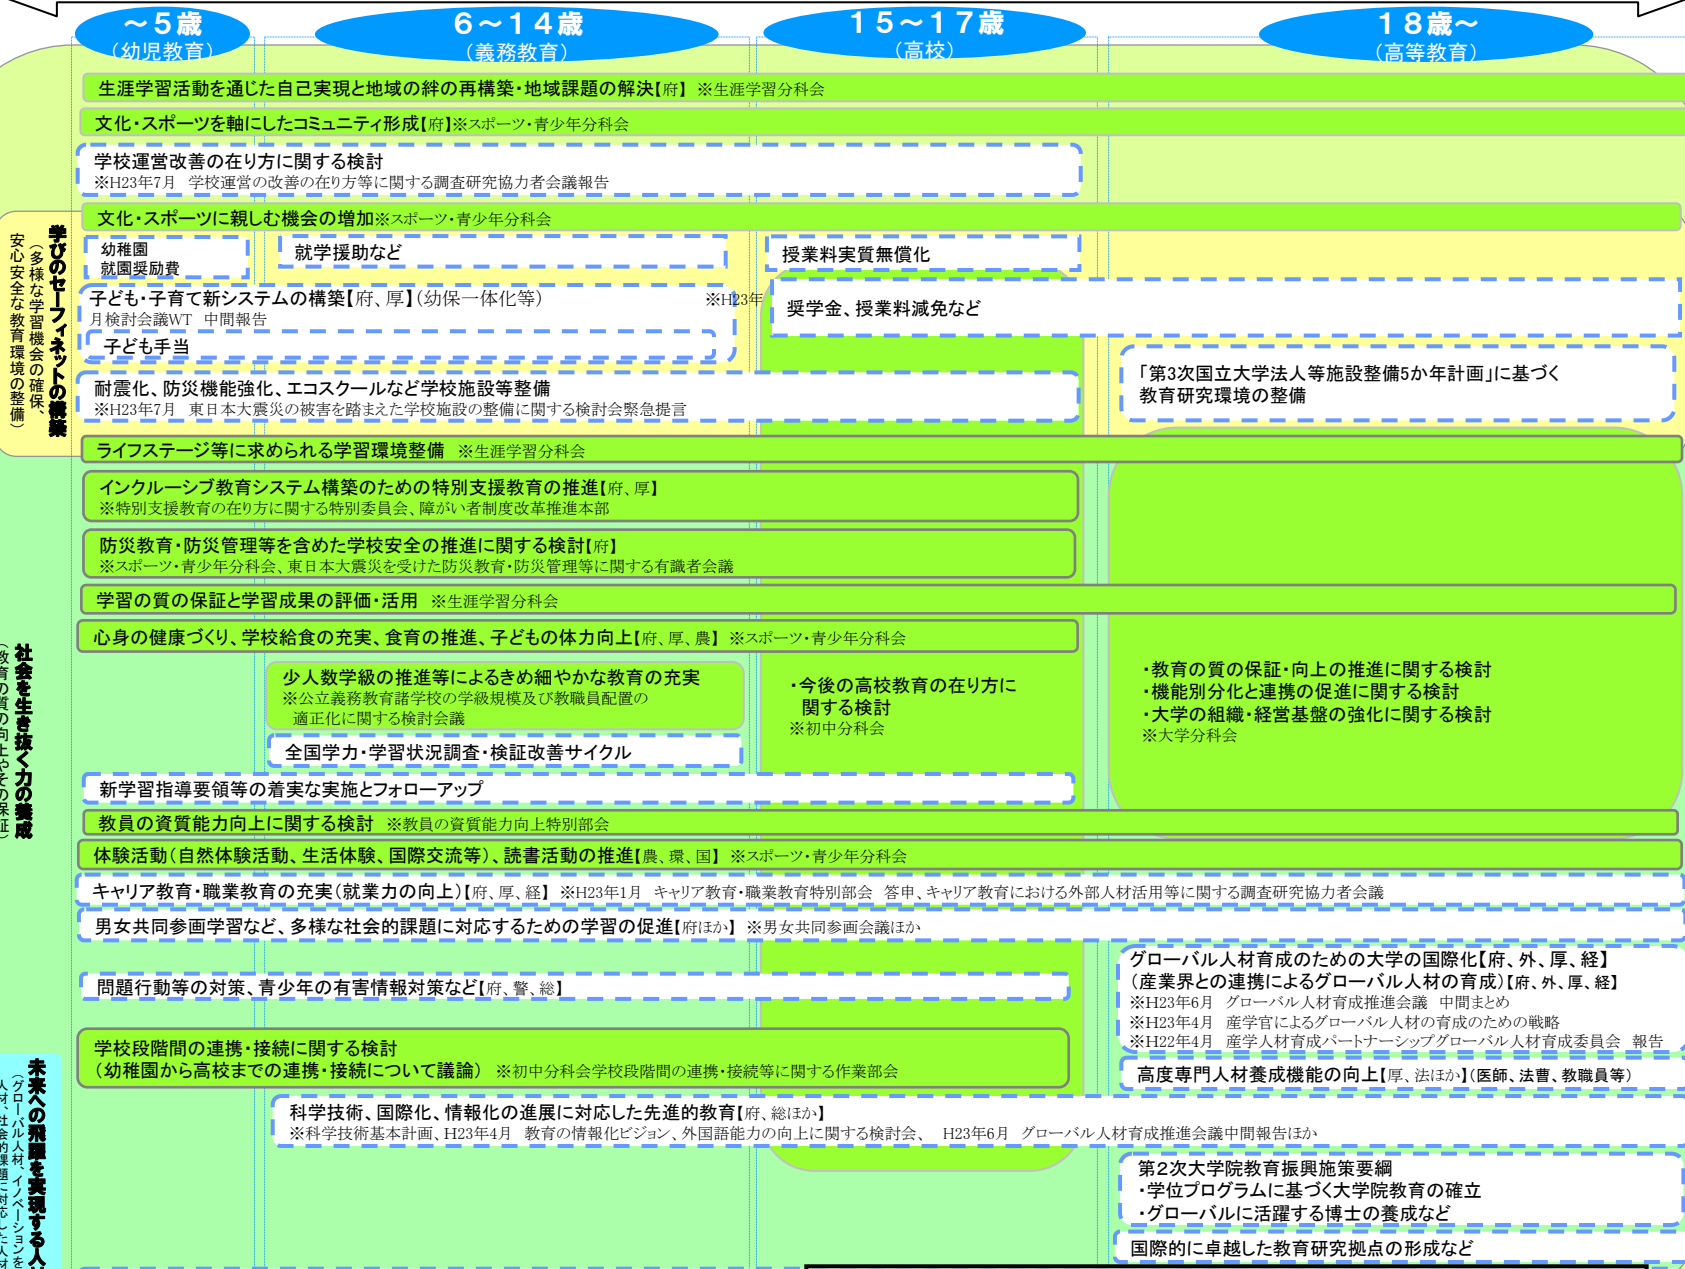 ～５歳
（幼児教育）
６～１４歳
（義務教育）
１５～１７歳
（高校）
１８歳～
（高等教育）
生涯学習活動を通じた自己実現と地域の絆の再構築・地域課題の解決【府】 ※生涯学習分科会
文化・スポーツを軸にしたコミュニティ形成【府】※スポーツ・青少年分科会
学校運営改善の在り方に関する検討
※H23年7月 学校運営の改善の在り方等に関する調査研究協力者会議報告
文化・スポーツに親しむ機会の増加※スポーツ・青少年分科会
学びのセーフィネットの構築
（多様な学習機会の確保、
安心安全な教育環境の整備）
幼稚園
就園奨励費
就学援助など
授業料実質無償化
子ども・子育て新システムの構築【府、厚】（幼保一体化等） ※H23年
月検討会議WT 中間報告
子ども手当
奨学金、授業料減免など
耐震化、防災機能強化、エコスクールなど学校施設等整備
※H23年7月 東日本大震災の被害を踏まえた学校施設の整備に関する検討会緊急提言
「第3次国立大学法人等施設整備5か年計画」に基づく
教育研究環境の整備
ライフステージ等に求められる学習環境整備 ※生涯学習分科会
インクルーシブ教育システム構築のための特別支援教育の推進【府、厚】
※特別支援教育の在り方に関する特別委員会、障がい者制度改革推進本部
防災教育・防災管理等を含めた学校安全の推進に関する検討【府】
※スポーツ・青少年分科会、東日本大震災を受けた防災教育・防災管理等に関する有識者会議
学習の質の保証と学習成果の評価・活用 ※生涯学習分科会
心身の健康づくり、学校給食の充実、食育の推進、子どもの体力向上【府、厚、農】 ※スポーツ・青少年分科会
社会を生き抜く力の養成
（教育の質の向上やその保証）
少人数学級の推進等によるきめ細やかな教育の充実
※公立義務教育諸学校の学級規模及び教職員配置の
適正化に関する検討会議
全国学力・学習状況調査・検証改善サイクル
・今後の高校教育の在り方に
関する検討
※初中分科会
・教育の質の保証・向上の推進に関する検討
・機能別分化と連携の促進に関する検討
・大学の組織・経営基盤の強化に関する検討
※大学分科会
新学習指導要領等の着実な実施とフォローアップ
教員の資質能力向上に関する検討 ※教員の資質能力向上特別部会
体験活動（自然体験活動、生活体験、国際交流等）、読書活動の推進【農、環、国】 ※スポーツ・青少年分科会
キャリア教育・職業教育の充実（就業力の向上）【府、厚、経】 ※H23年1月 キャリア教育・職業教育特別部会 答申、キャリア教育における外部人材活用等に関する調査研究協力者会議
男女共同参画学習など、多様な社会的課題に対応するための学習の促進【府ほか】 ※男女共同参画会議ほか
問題行動等の対策、青少年の有害情報対策など【府、警、総】
グローバル人材育成のための大学の国際化【府、外、厚、経】
（産業界との連携によるグローバル人材の育成）【府、外、厚、経】
※H23年6月 グローバル人材育成推進会議 中間まとめ
※H23年4月 産学官によるグローバル人材の育成のための戦略
※H22年4月 産学人材育成パートナーシップグローバル人材育成委員会 報告
学校段階間の連携・接続に関する検討
（幼稚園から高校までの連携・接続について議論） ※初中分科会学校段階間の連携・接続等に関する作業部会
高度専門人材養成機能の向上【厚、法ほか】（医師、法曹、教職員等）
未来への飛躍を実現する人
（グローバル人材、イノベーションを
人材、社会的課題に対応した人材
科学技術、国際化、情報化の進展に対応した先進的教育【府、総ほか】
※科学技術基本計画、H23年4月 教育の情報化ビジョン、外国語能力の向上に関する検討会、 H23年6月 グローバル人材育成推進会議中間報告ほか
第２次大学院教育振興施策要綱
・学位プログラムに基づく大学院教育の確立
・グローバルに活躍する博士の養成など
国際的に卓越した教育研究拠点の形成など